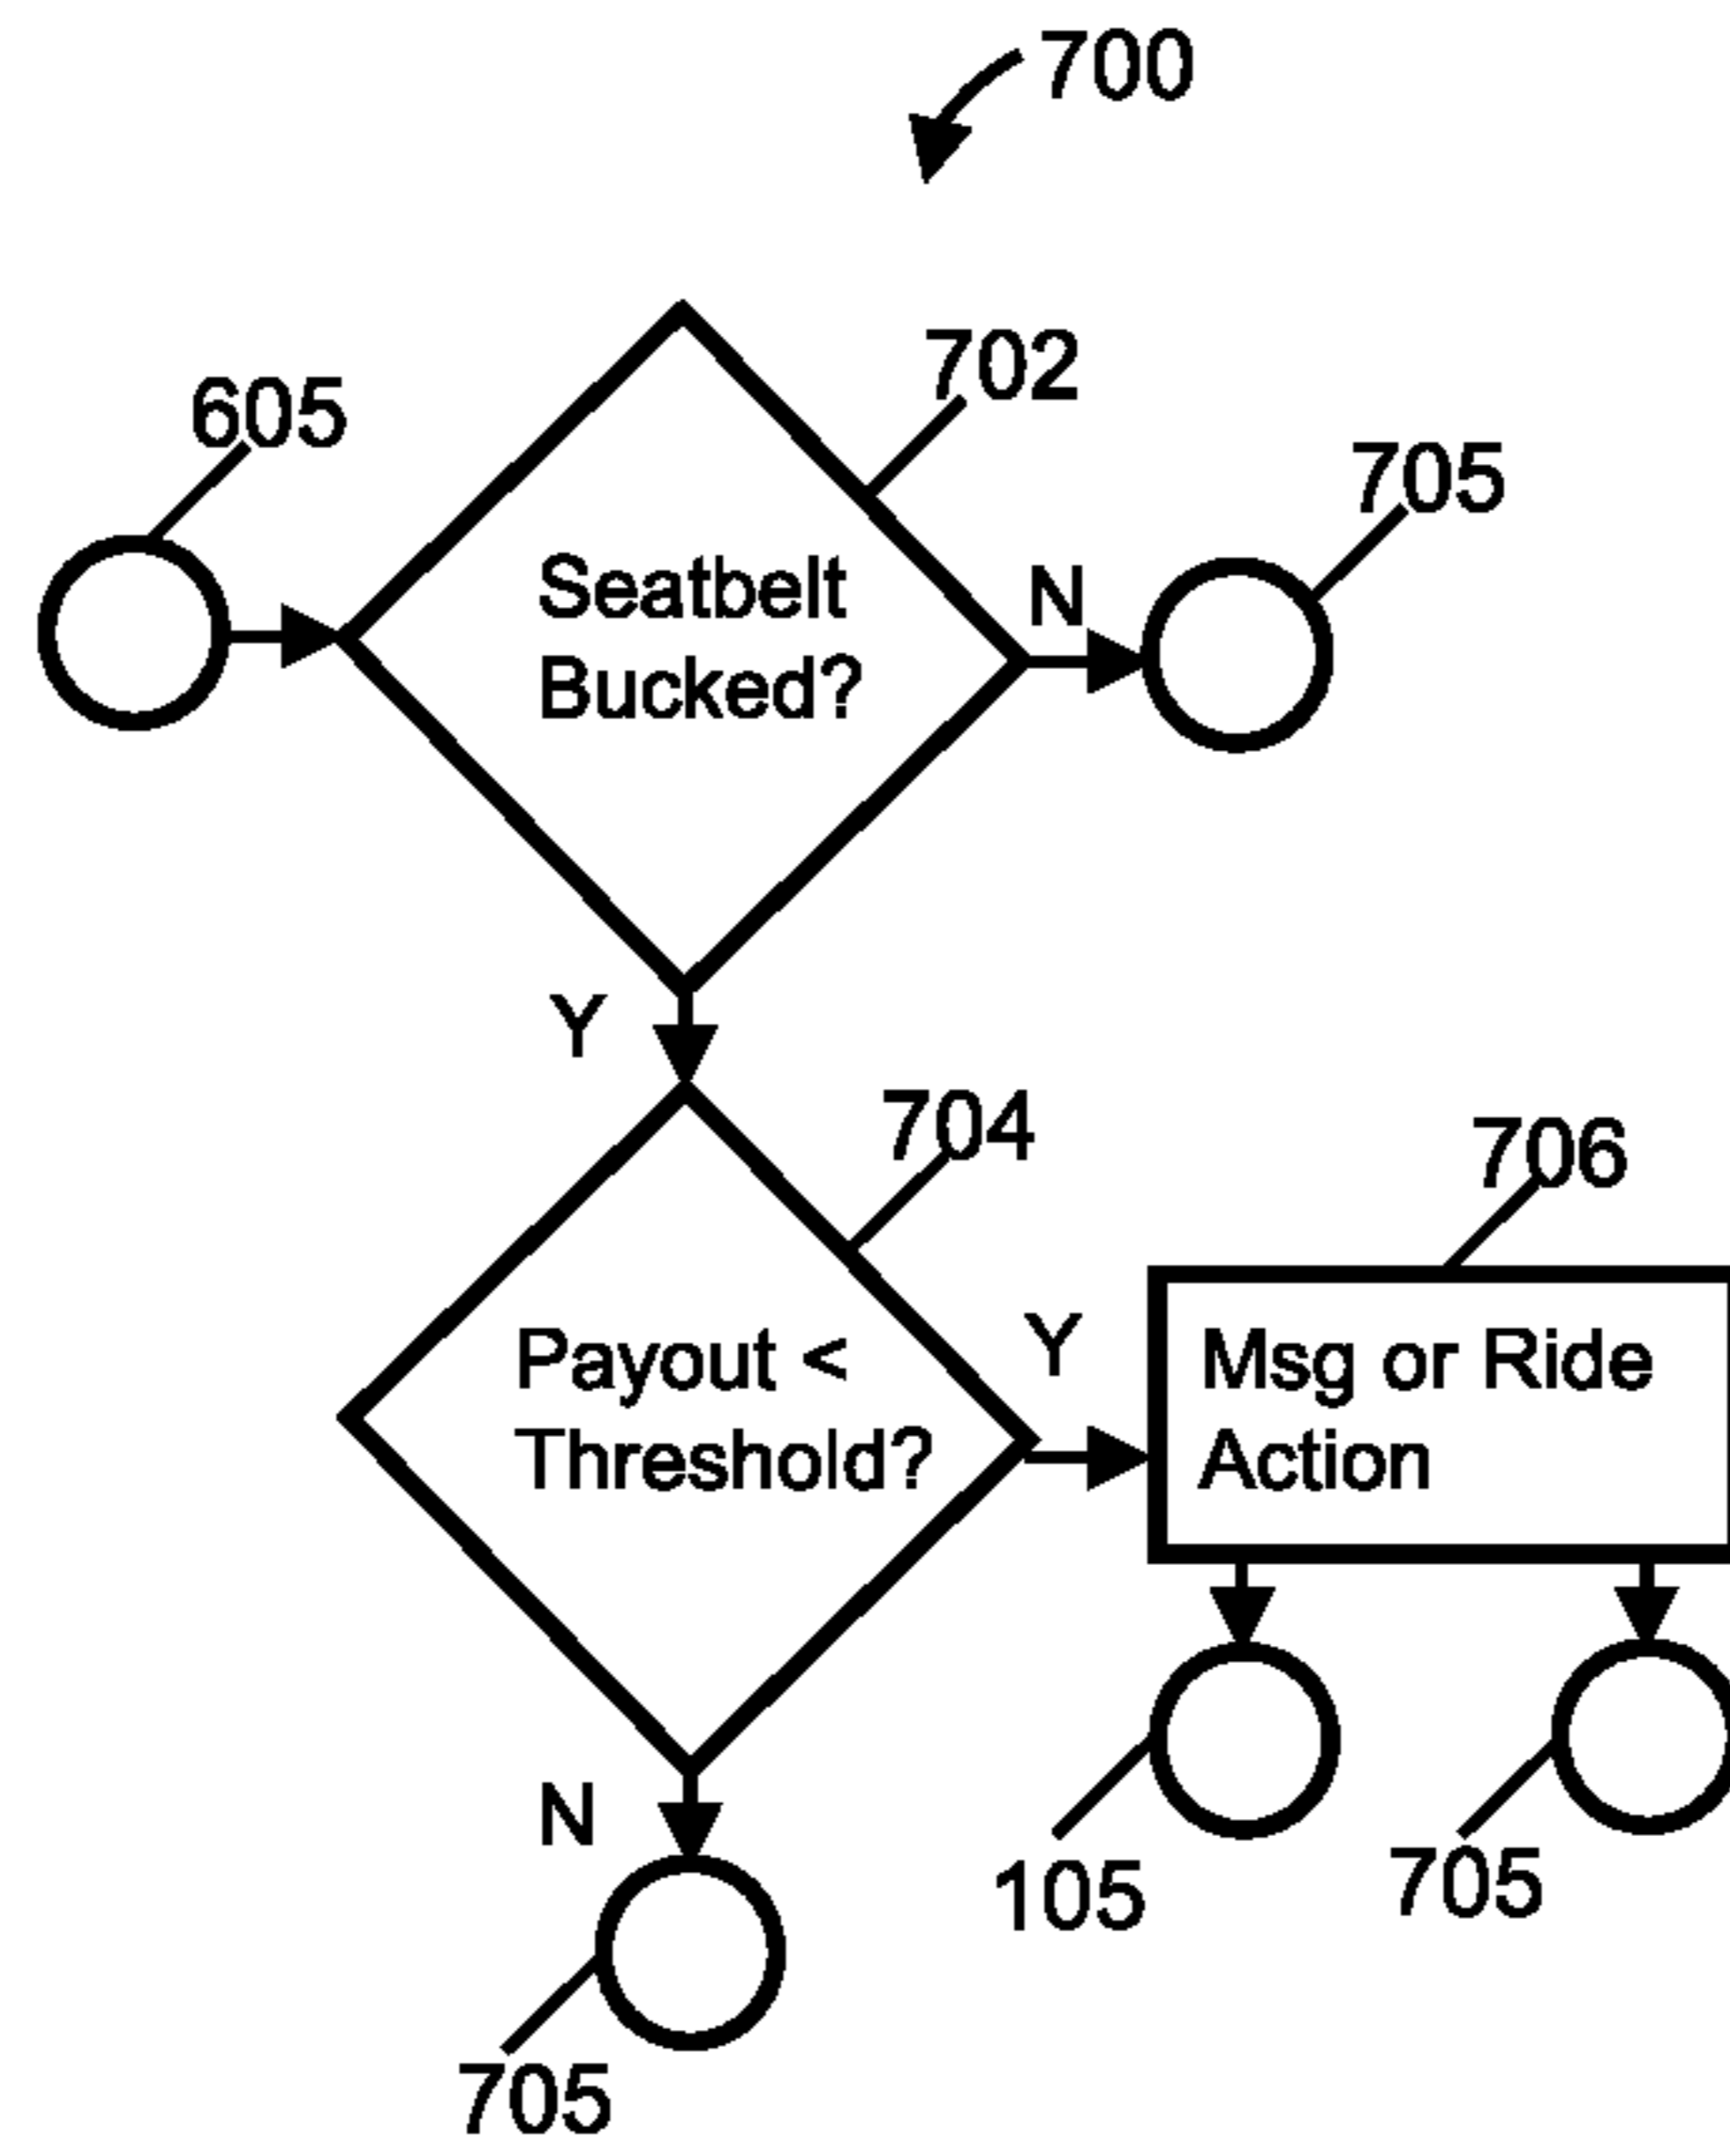 700
702
605
705
N
Seatbelt
Bucked?
Y
704
706
Y
Payout <
Threshold?
Msg or Ride
Action
N
105
705
705